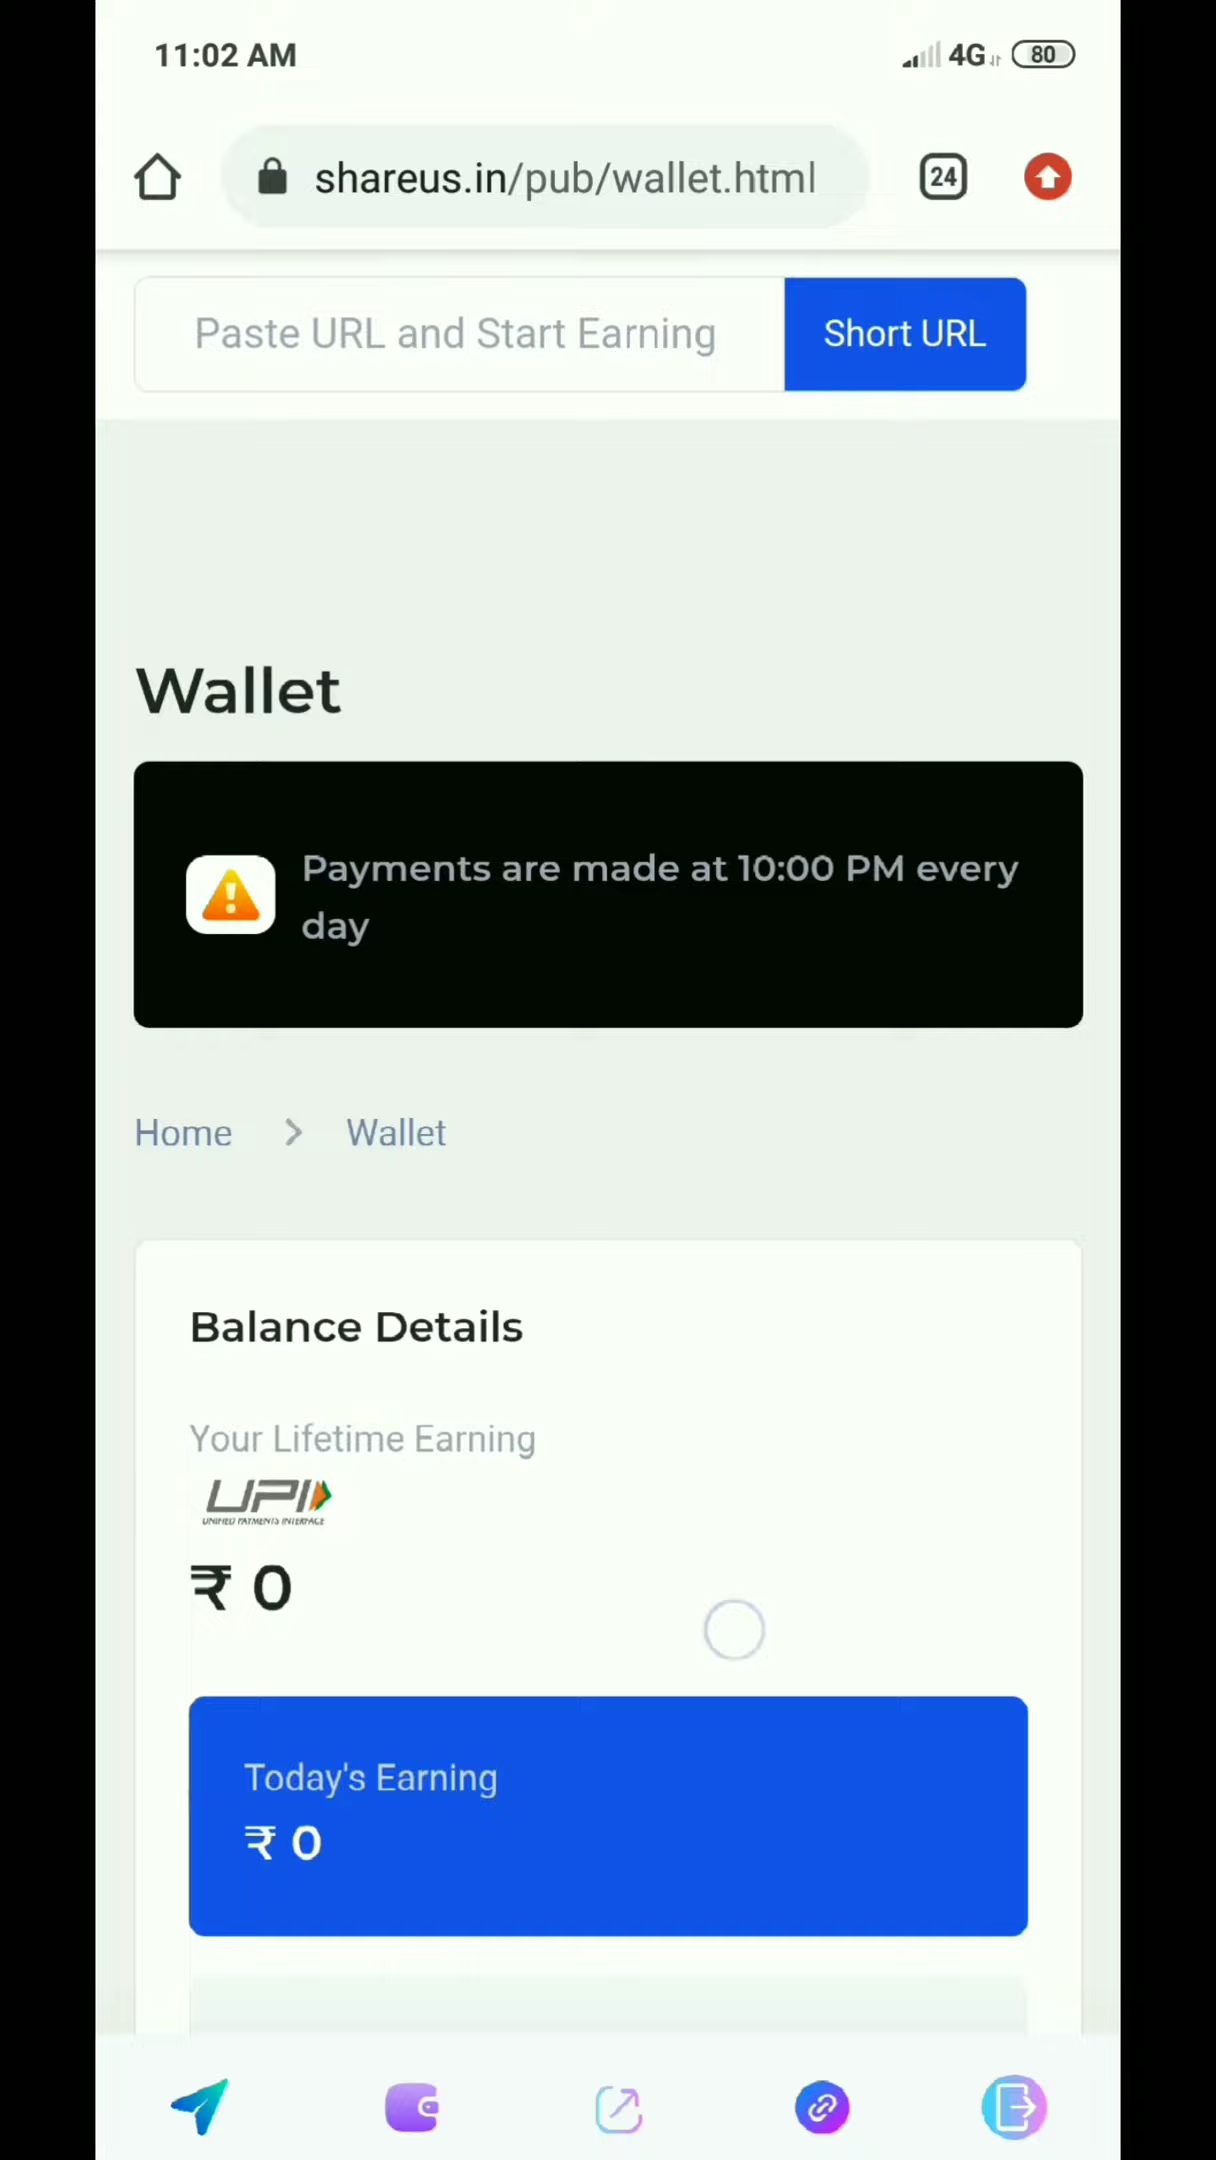 11:02 AM 4G 80
shareus.in/pub/wallet.html 24
Paste URL and Start Earning Short URL
Wallet
Payments are made at 10:00 PM every
day
Home > Wallet
Balance Details
Your Lifetime Earning
UPI
UNIFIED PAYMENTS INTERFACE
₹ 0
Today's Earning
₹ 0